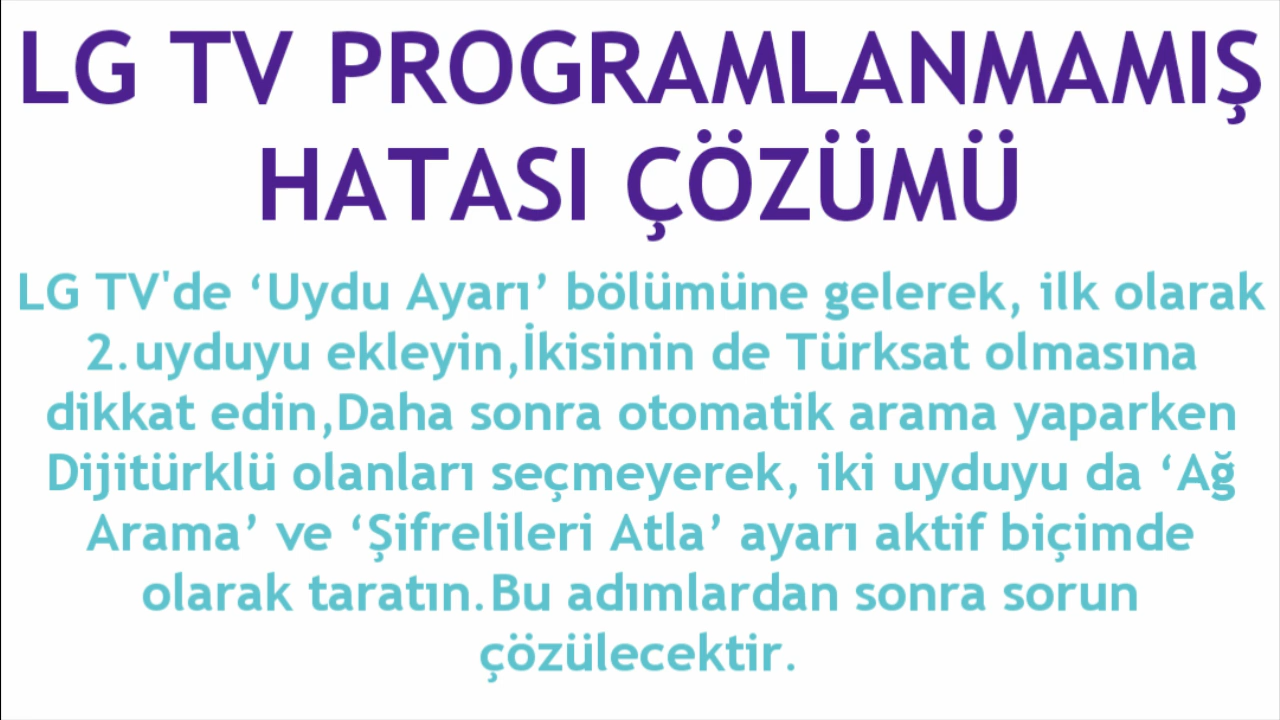 LG TV PROGRAMLANMAMIŞ
HATASI ÇÖZÜMÜ
LG TV'de ‘Uydu Ayarı’ bölümüne gelerek, ilk olarak
2.uyduyu ekleyin,İkisinin de Türksat olmasına
dikkat edin,Daha sonra otomatik arama yaparken
Dijitürklü olanları seçmeyerek, iki uyduyu da ‘Ağ
Arama’ ve ‘Şifrelileri Atla’ ayarı aktif biçimde
olarak taratın.Bu adımlardan sonra sorun
çözülecektir.